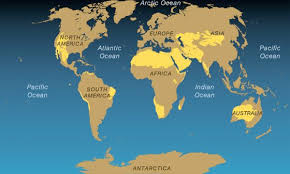 Arctic Ocean
NORTH
AMERICA
Atlantic
Ocean
EUROPE
ASIA
Pacific
Ocean
AFRICA
Pacific
Ocean
SOUTH
AMERICA
Indian
Ocean
AUSTRALIA
ANTARCTICA